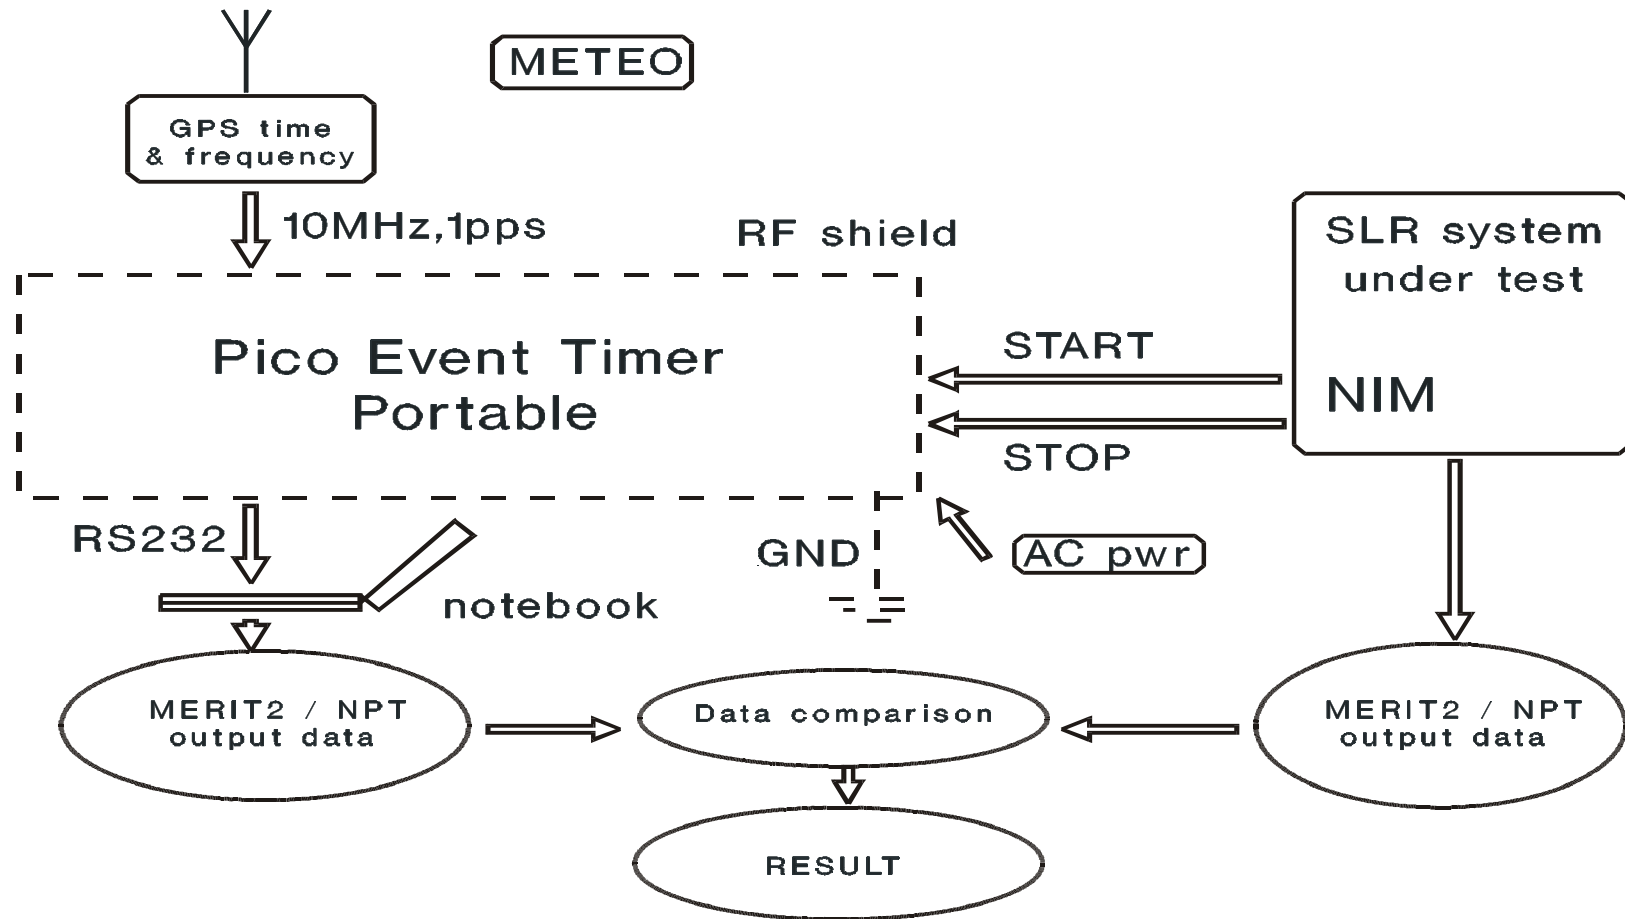 METEO
GPS time
& frequency
10MHz,1pps
RF shield
SLR system
under test
Pico Event Timer
Portable
START
NIM
STOP
RS232
GND
AC pwr
notebook
MERIT2 / NPT
output data
Data comparison
MERIT2 / NPT
output data
RESULT